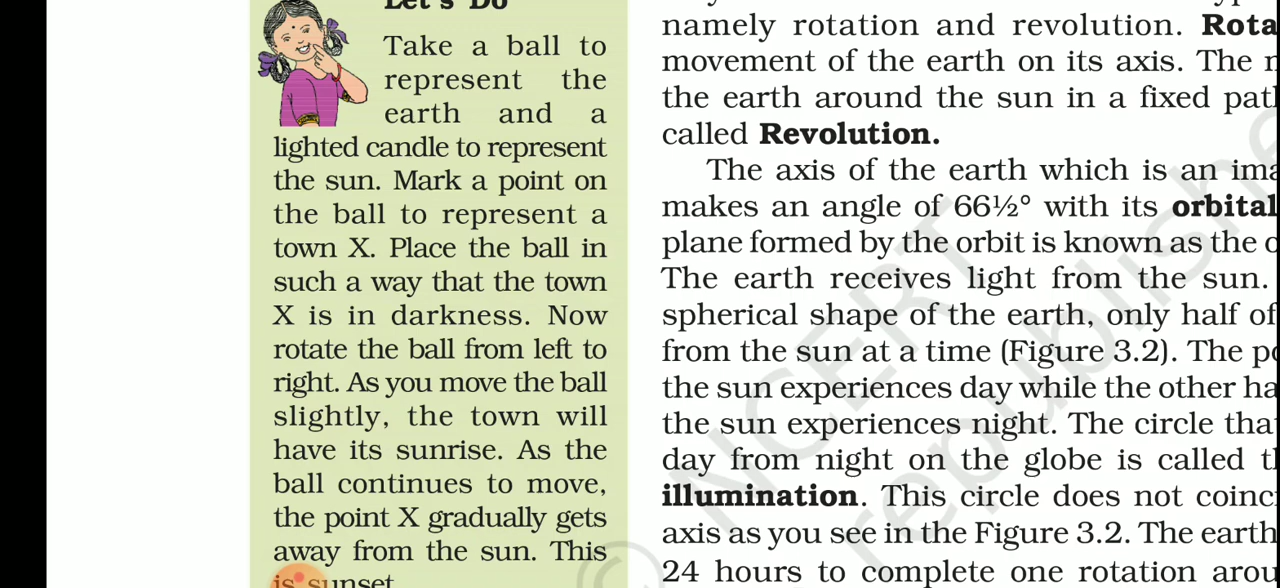 Let's Do
Take a ball to
represent the
earth and a
lighted candle to represent
the sun. Mark a point on
the ball to represent a
town X. Place the ball in
such a way that the town
X is in darkness. Now
rotate the ball from left to
right. As you move the ball
slightly, the town will
have its sunrise. As the
ball continues to move,
the point X gradually gets
away from the sun. This
is sunset
namely rotation and revolution. Rota
movement of the earth on its axis. The
the earth around the sun in a fixed
called Revolution.
The axis of the earth which is an ima
makes an angle of 66½° with its orbital
plane formed by the orbit is known as the
The earth receives light from the sun.
spherical shape of the earth, only half of
from the sun at a time (Figure 3.2). The
the sun experiences day while the other
the sun experiences night. The circle
day from night on the globe is called
illumination. This circle does not
axis as you see in the Figure 3.2. The earth
24 hours to complete one rotation
© NCERT
republishe